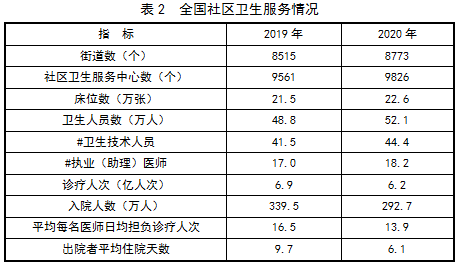 表 2 全国社区卫生服务情况
指 标 2019 年 2020 年
街道数（个） 8515 8773
社区卫生服务中心数（个） 9561 9826
床位数（万张） 21.5 22.6
卫生人员数（万人） 48.8 52.1
#卫生技术人员 41.5 44.4
#执业（助理）医师 17.0 18.2
诊疗人次（亿人次） 6.9 6.2
入院人数（万人） 339.5 292.7
平均每名医师日均担负诊疗人次 16.5 13.9
出院者平均住院天数 9.7 6.1